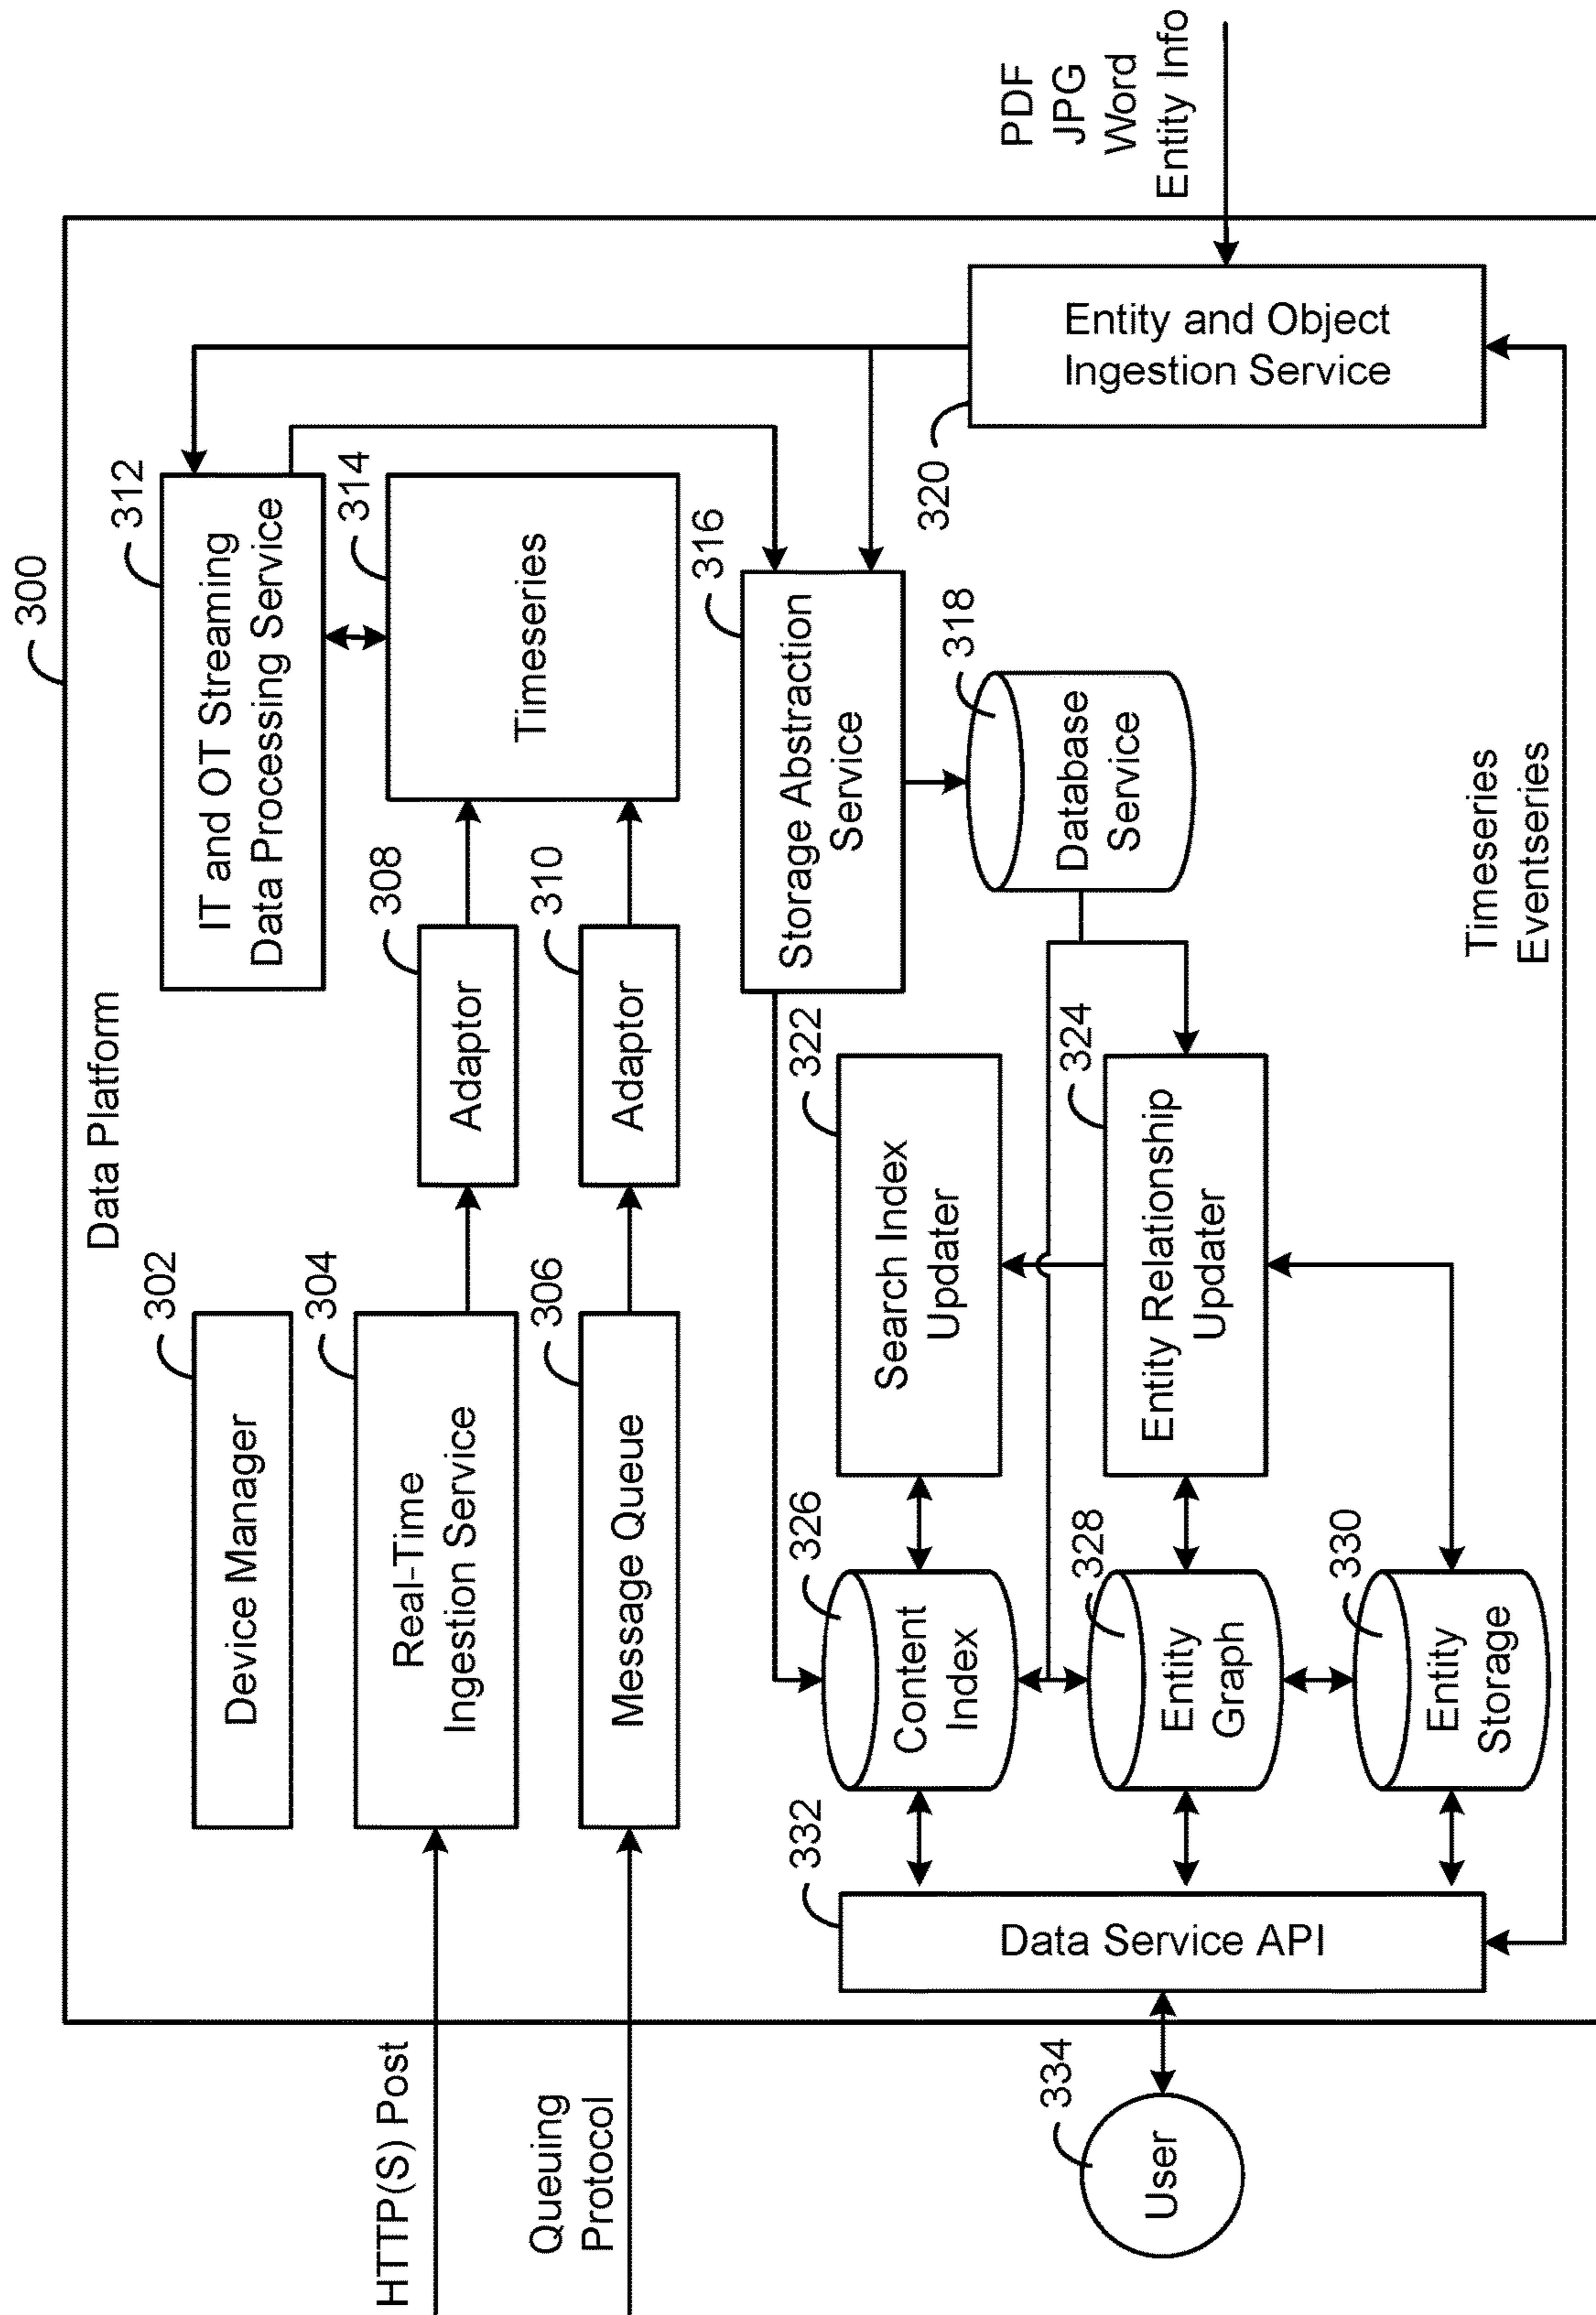 300
Data Platform
302
Device Manager
304
Real-Time
Ingestion Service
306
Message Queue
HTTP(S) Post
Queuing
Protocol
308
Adaptor
310
Adaptor
312
IT and OT Streaming
Data Processing Service
314
Timeseries
316
Storage Abstraction
Service
318
Database
Service
320
Entity and Object
Ingestion Service
PDF
JPG
Word
Entity Info
322
Search Index
Updater
324
Entity Relationship
Updater
326
Content
Index
328
Entity
Graph
330
Entity
Storage
332
Data Service API
334
User
Timeseries
Eventseries